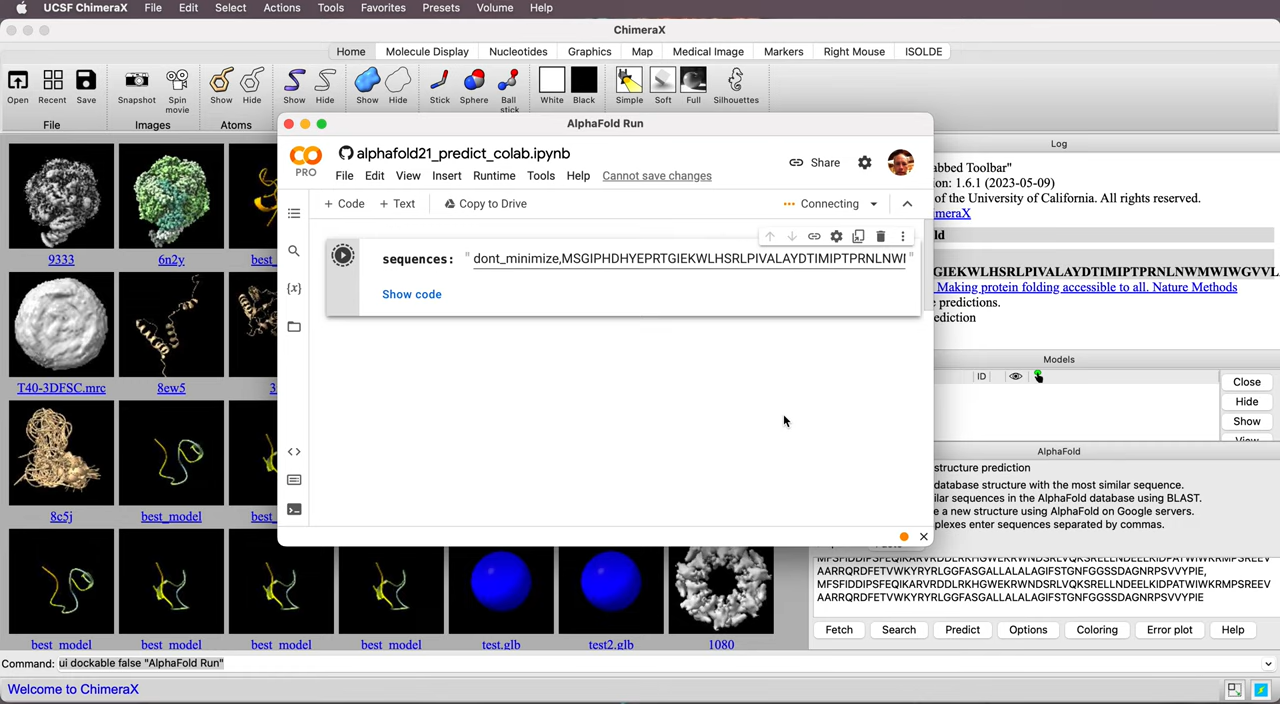 UCSF ChimeraX File Edit Select Actions Tools Favorites Presets Volume Help
ChimeraX
Home Molecule Display Nucleotides Graphics Map Medical Image Markers Right Mouse ISOLDE
Open Recent Save Snapshot Spin movie Show Hide Show Hide Show Hide Stick Sphere Ball stick White Black Simple Soft Full Silhouettes
File Images Atoms
AlphaFold Run
PRO
alphafold21_predict_colab.ipynb
Share
File Edit View Insert Runtime Tools Help Cannot save changes
+ Code + Text Copy to Drive Connecting
sequences: " dont_minimize,MSGIPHDHYEPRTGIEKWLHSRLPIVALAYDTIMIPTPRNLNWI "
Show code
Log
abbed Toolbar"
on: 1.6.1 (2023-05-09)
of the University of California. All rights reserved.
imeraX
ld
GIEKWLHSRLPIVALAYDTIMIPTPRNLNWMWIWGVVL
Making protein folding accessible to all. Nature Methods
e predictions.
ediction
Models
ID
Close
Hide
Show
View
AlphaFold
structure prediction
database structure with the most similar sequence.
ilar sequences in the AlphaFold database using BLAST.
e a new structure using AlphaFold on Google servers.
plexes enter sequences separated by commas.
MFSFIDDIPSFEQIKARVRDDLRKHGWEKRWNDSRLVQKSRELLNDEELKIDPATWIWKRMPSREEV
AARRQRDFETVWKYRYRLGGFASGALLALALAGIFSTGNFGGSSDAGNRPSVVYPIE,
MFSFIDDIPSFEQIKARVRDDLRKHGWEKRWNDSRLVQKSRELLNDEELKIDPATWIWKRMPSREEV
AARRQRDFETVWKYRYRLGGFASGALLALALAGIFSTGNFGGSSDAGNRPSVVYPIE
Fetch Search Predict Options Coloring Error plot Help
9333 6n2y best_
T40-3DFSC.mrc 8ew5
8c5j best_model best_
best_model best_model best_model best_model test.glb test2.glb 1080
Command: ui dockable false "AlphaFold Run"
Welcome to ChimeraX